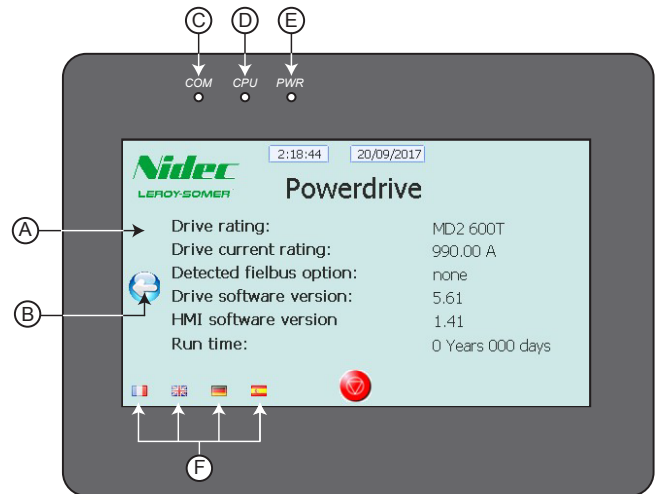 C D E
COM CPU PWR
2:18:44 20/09/2017
Nidec
LEROY-SOMER
Powerdrive
A
Drive rating: MD2 600T
Drive current rating: 990.00 A
Detected fielbus option: none
B
Drive software version: 5.61
HMI software version 1.41
Run time: 0 Years 000 days
F